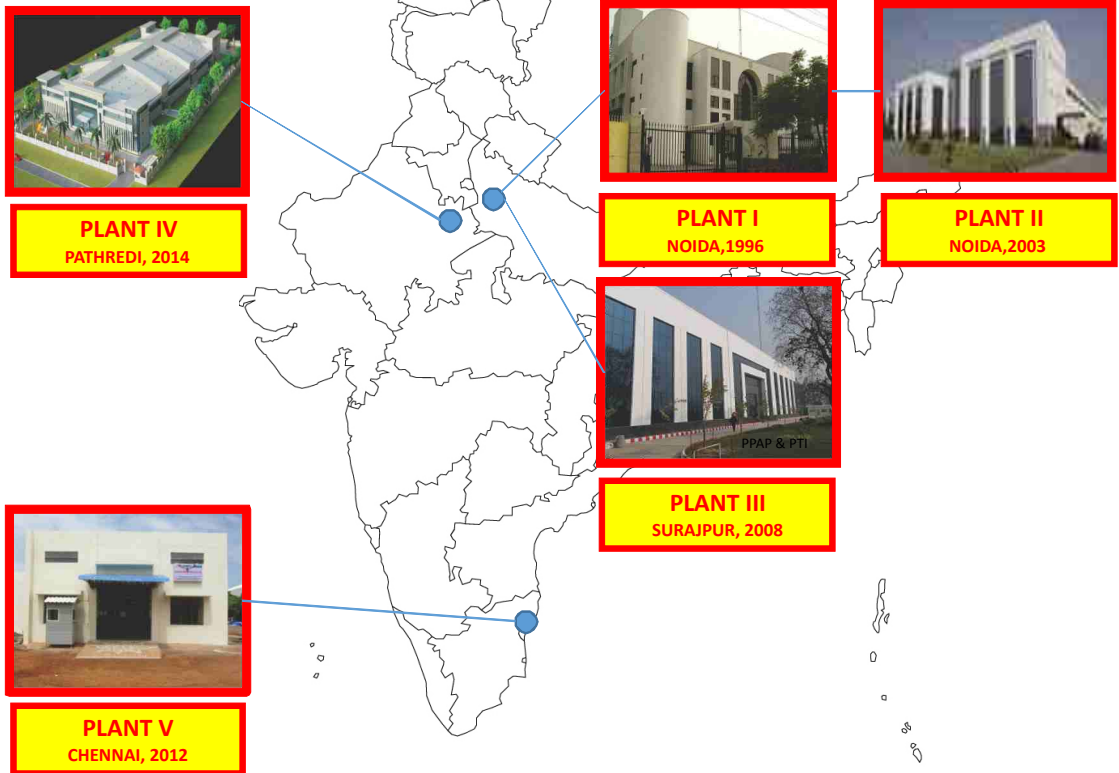 PLANT IV
PATHREDI, 2014
PLANT I
NOIDA,1996
PLANT II
NOIDA,2003
PPAP & PTI
PLANT III
SURAJPUR, 2008
PLANT V
CHENNAI, 2012